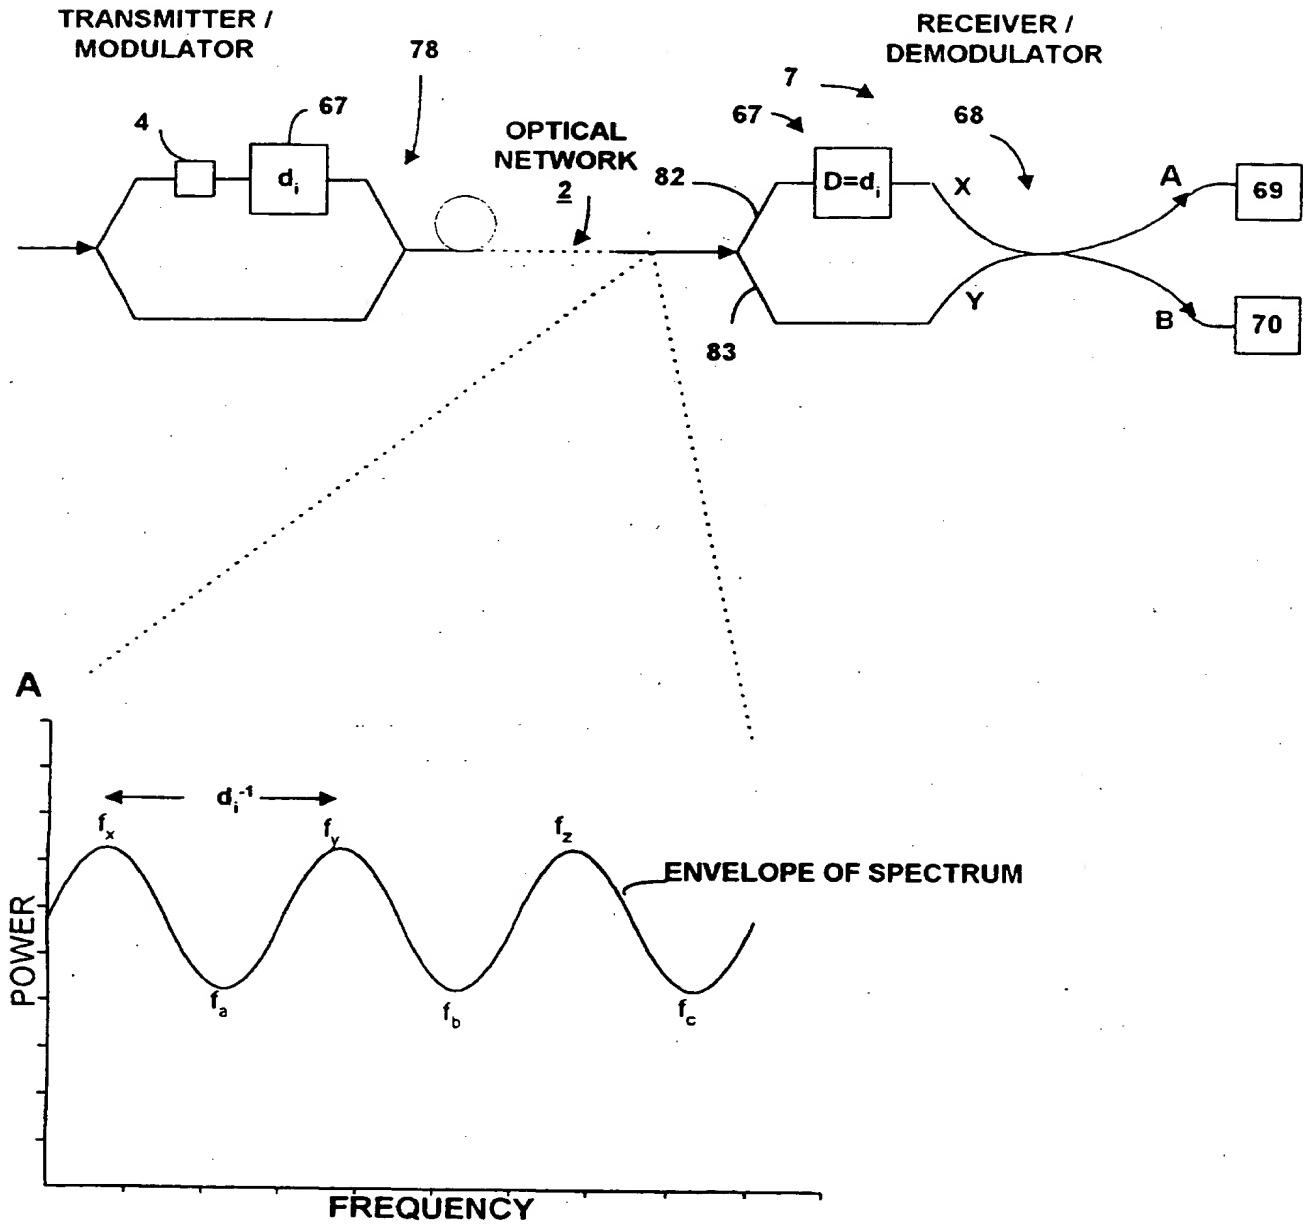 TRANSMITTER /
MODULATOR
78
67
4
d_i
OPTICAL
NETWORK
2
RECEIVER /
DEMODULATOR
7
67
68
82
D=d_i
X
A
69
Y
B
70
83
A
d_i^-1
f_x
f_y
f_z
ENVELOPE OF SPECTRUM
POWER
f_a
f_b
f_c
FREQUENCY